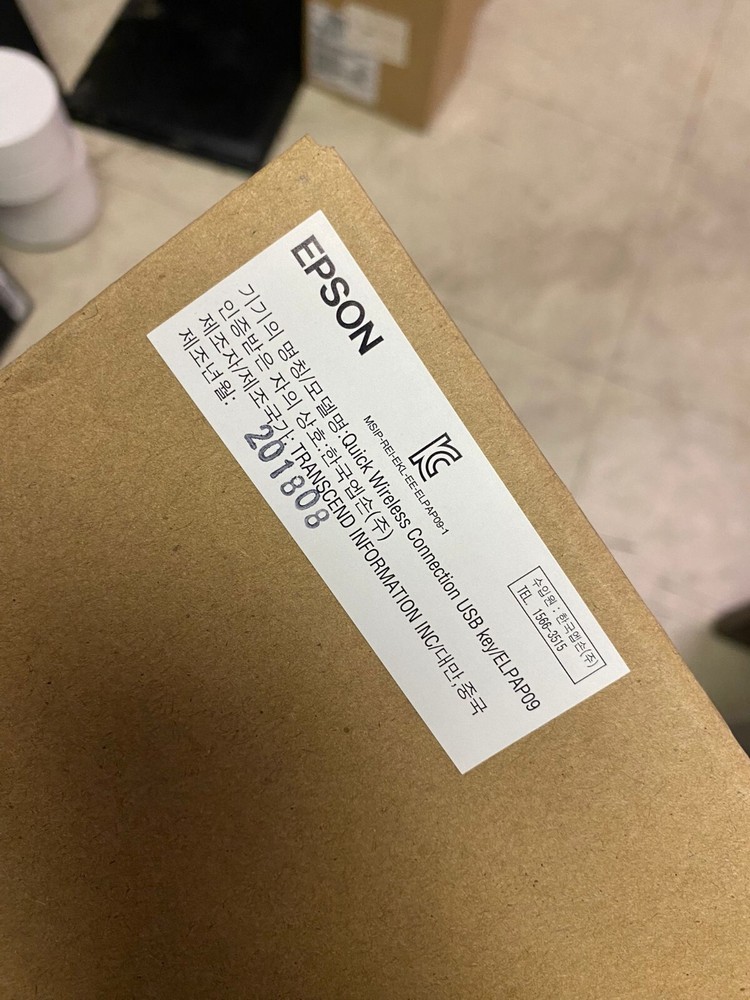 EPSON
MSIP-REI-EKL-EE-ELPAP09-1
기기의 명칭/모델명:Quick Wireless Connection USB key/ELPAP09
인증받은 자의 상호:한국엡손(주)
제조자/제조국가: TRANSCEND INFORMATION INC/대만,중국
제조년월: 201808
수입원 : 한국엡손(주)
TEL. 1566-3515